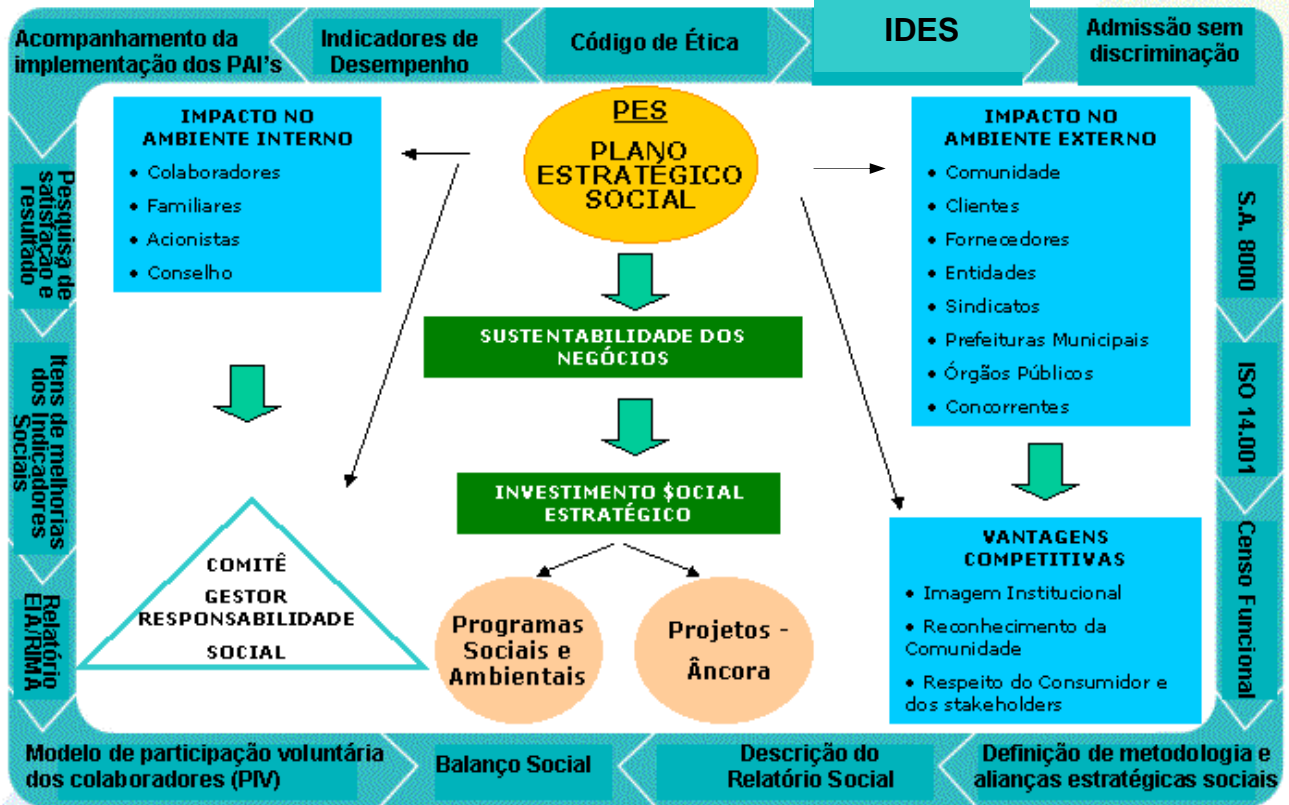 Acompanhamento da
implementação dos PAI's
Indicadores de
Desempenho
Código de Ética
IDES
Admissão sem
discriminação
IMPACTO NO
AMBIENTE INTERNO
• Colaboradores
• Familiares
• Acionistas
• Conselho
PES
PLANO
ESTRATÉGICO
SOCIAL
IMPACTO NO
AMBIENTE EXTERNO
• Comunidade
• Clientes
• Fornecedores
• Entidades
• Sindicatos
• Prefeituras Municipais
• Órgãos Públicos
• Concorrentes
Pesquisa de
satisfação e
resultado
S.A. 8000
SUSTENTABILIDADE DOS
NEGÓCIOS
Itens de melhorias
dos Indicadores
Sociais
ISO 14.001
INVESTIMENTO $OCIAL
ESTRATÉGICO
COMITÊ
GESTOR
RESPONSABILIDADE
SOCIAL
Programas
Sociais e
Ambientais
Projetos -
Âncora
VANTAGENS
COMPETITIVAS
• Imagem Institucional
• Reconhecimento da
Comunidade
• Respeito do Consumidor e
dos stakeholders
Relatório
EIA/RIMA
Censo Funcional
Modelo de participação voluntária
dos colaboradores (PIV)
Balanço Social
Descrição do
Relatório Social
Definição de metodologia e
alianças estratégicas sociais